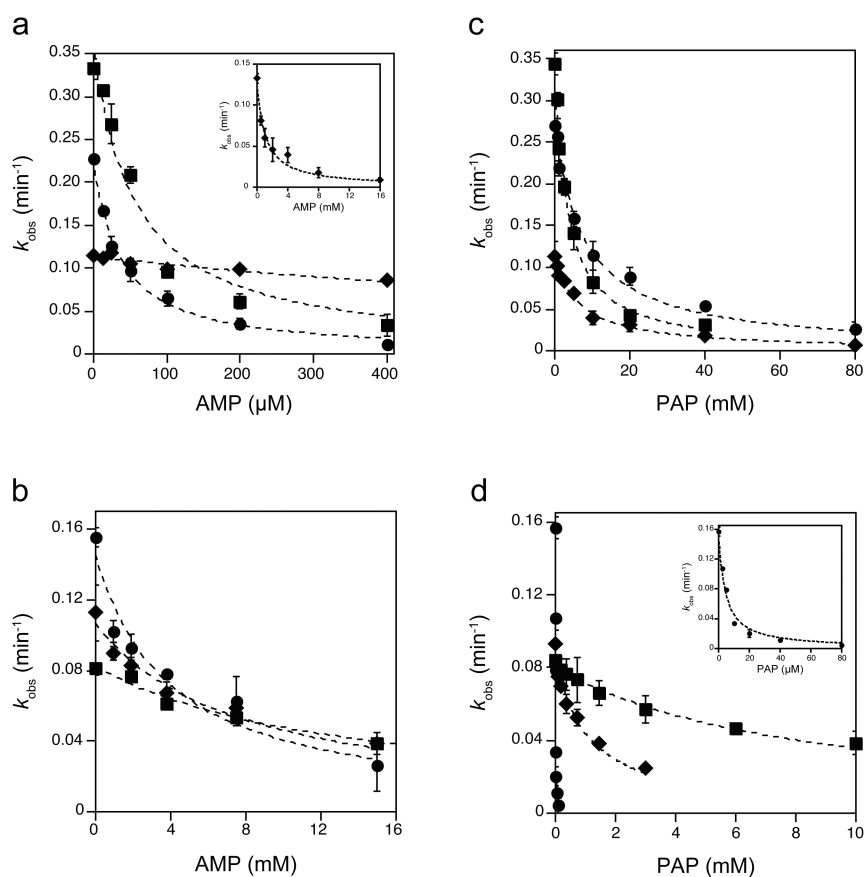 a
0.35
0.30
0.25
0.20
0.15
0.10
0.05
0
kobs (min-1)
0 100 200 300 400
AMP (µM)
0.15
0.10
0.05
0
kobs (min-1)
0 4 8 12 16
AMP (mM)
c
0.35
0.30
0.25
0.20
0.15
0.10
0.05
0
kobs (min-1)
0 20 40 60 80
PAP (mM)
b
0.16
0.12
0.08
0.04
0
kobs (min-1)
0 4 8 12 16
AMP (mM)
d
0.16
0.12
0.08
0.04
0
kobs (min-1)
0 2 4 6 8 10
PAP (mM)
0.16
0.12
0.08
0.04
0
kobs (min-1)
0 20 40 60 80
PAP (µM)